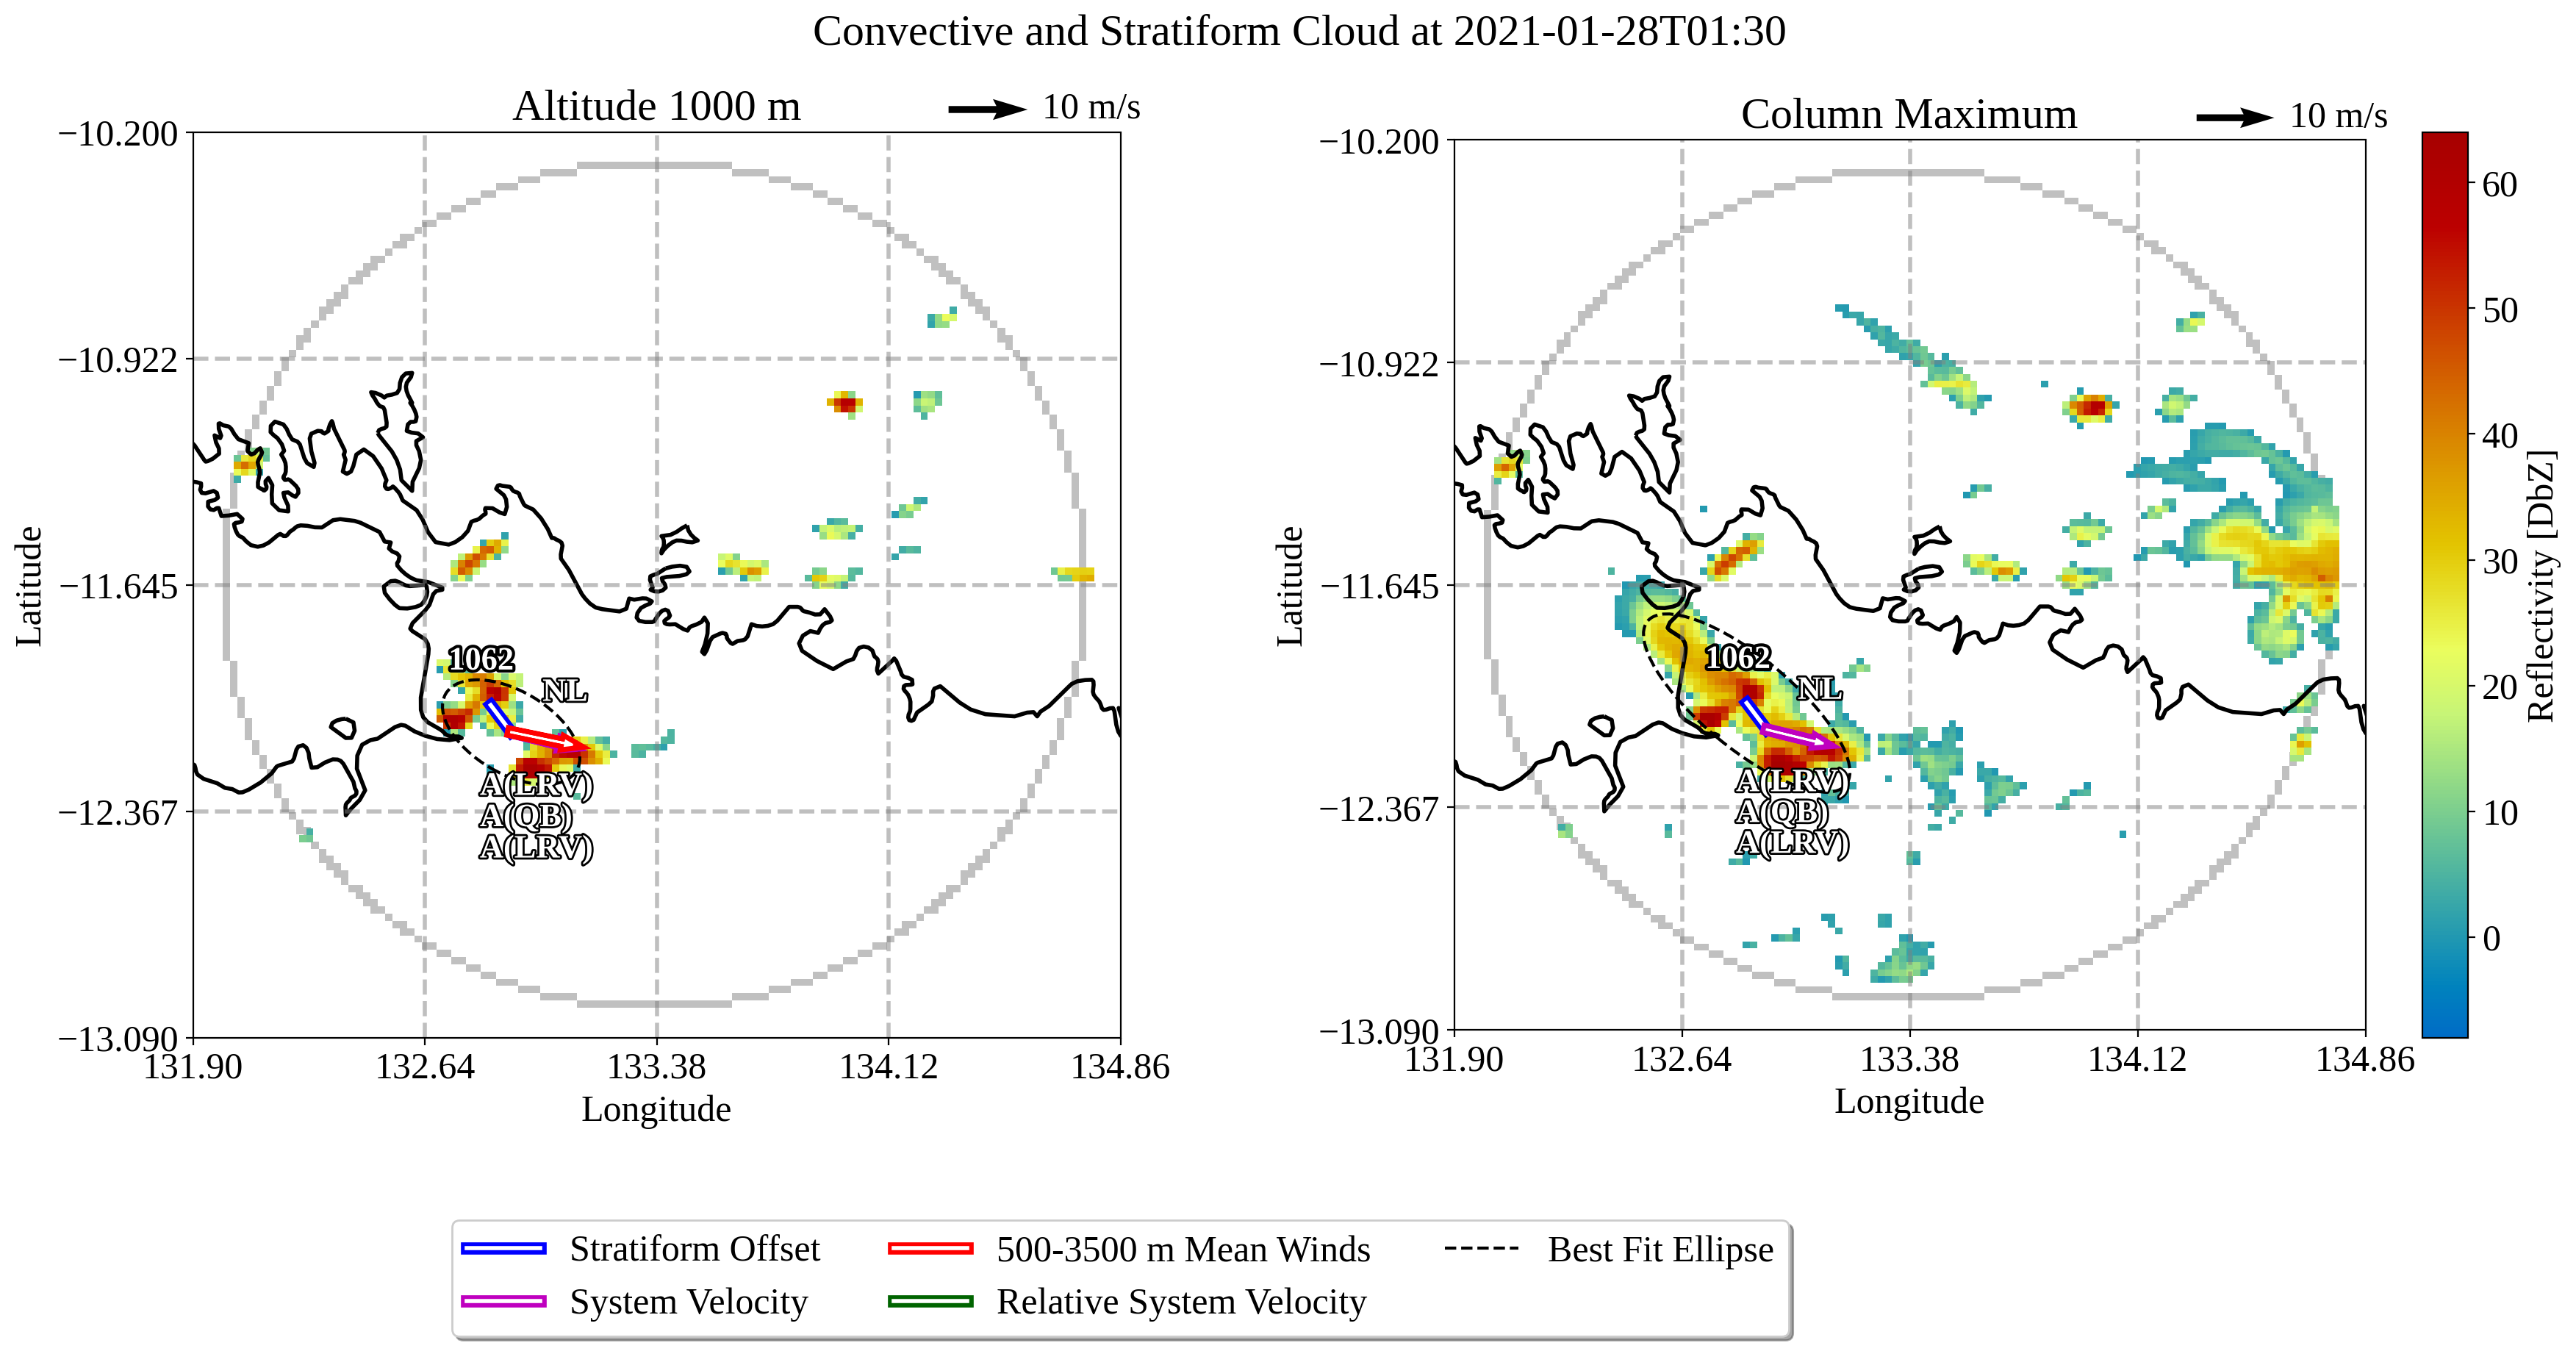 Convective and Stratiform Cloud at 2021-01-28T01:30
Altitude 1000 m
10 m/s
−10.200
−10.922
−11.645
−12.367
−13.090
131.90
132.64
133.38
134.12
134.86
Latitude
Longitude
1062
NL
A(LRV)
A(QB)
A(LRV)
Column Maximum
10 m/s
−10.200
−10.922
−11.645
−12.367
−13.090
131.90
132.64
133.38
134.12
134.86
Latitude
Longitude
1062
NL
A(LRV)
A(QB)
A(LRV)
60
50
40
30
20
10
0
Reflectivity [DbZ]
Stratiform Offset
System Velocity
500-3500 m Mean Winds
Relative System Velocity
Best Fit Ellipse